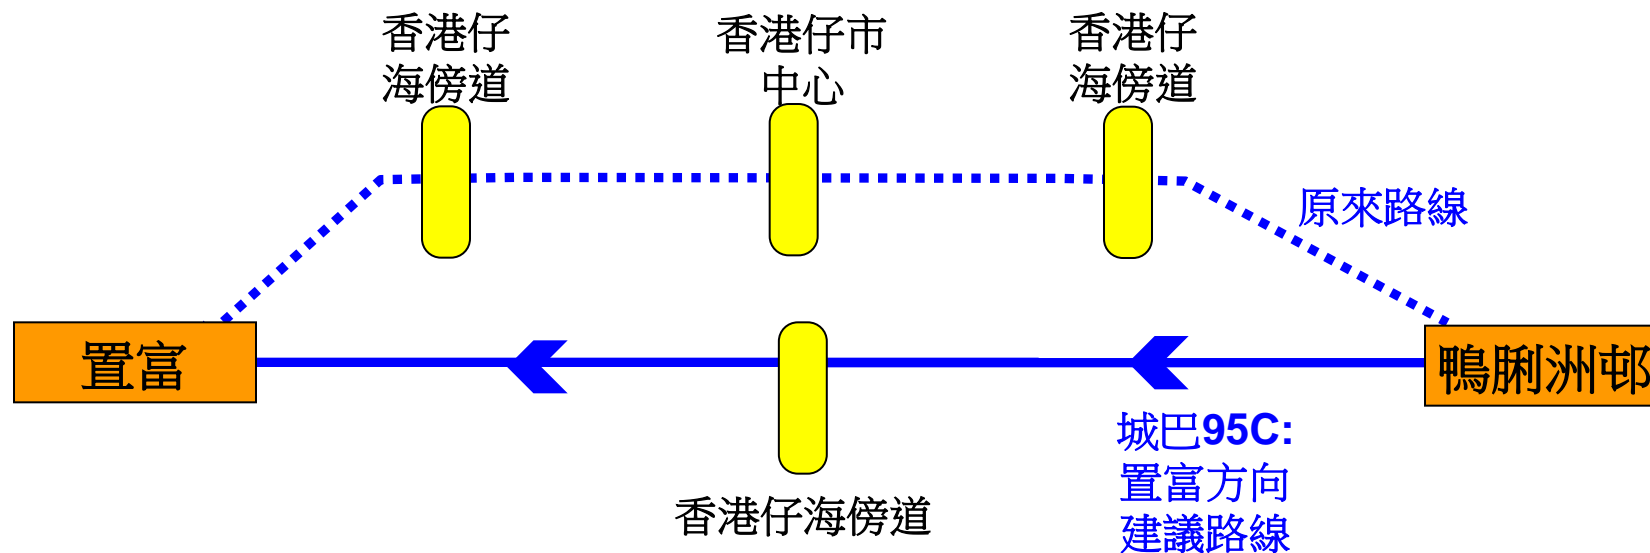 香港仔
海傍道
香港仔市
中心
香港仔
海傍道
原來路線
置富
鴨脷洲邨
城巴95C:
置富方向
建議路線
香港仔海傍道